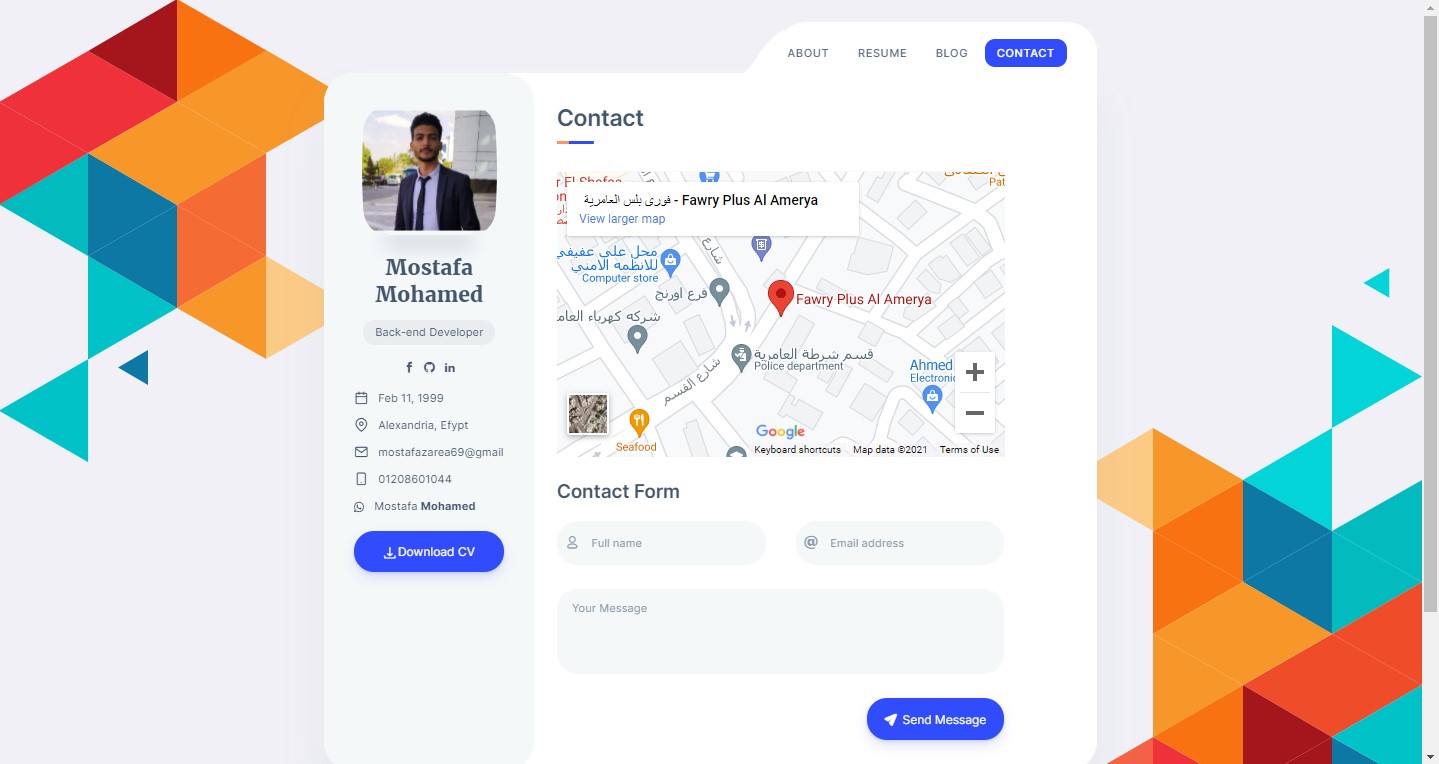 ABOUT RESUME BLOG CONTACT
Mostafa
Mohamed
Back-end Developer
Feb 11, 1999
Alexandria, Efypt
mostafazarea69@gmail
01208601044
Mostafa Mohamed
Download CV
Contact
فورى بلس العامرية - Fawry Plus Al Amerya
View larger map
محل على عفيفي
للانظمه الامني
Computer store
شارع
فرع اورنج
Fawry Plus Al Amerya
شركه كهرباء العام
قسم شرطة العامرية
Police department
شارع القسم
Ahmed
Electronic
Seafood
Google
Keyboard shortcuts Map data ©2021 Terms of Use
Contact Form
Full name
Email address
Your Message
Send Message